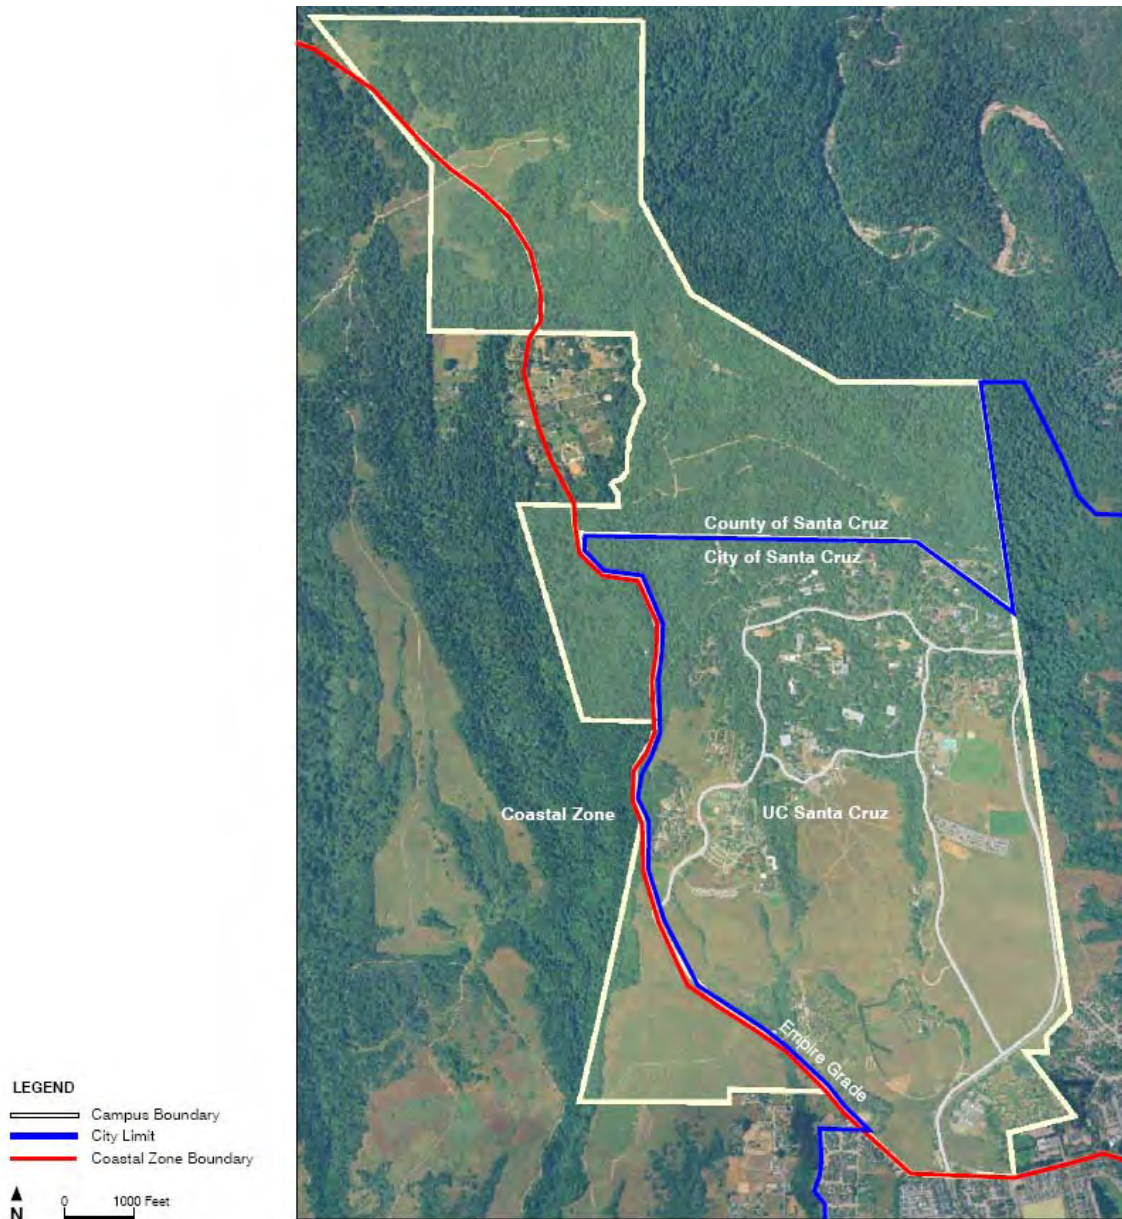 County of Santa Cruz
City of Santa Cruz
Coastal Zone
UC Santa Cruz
Empire Grade
LEGEND
Campus Boundary
City Limit
Coastal Zone Boundary
0 1000 Feet
N